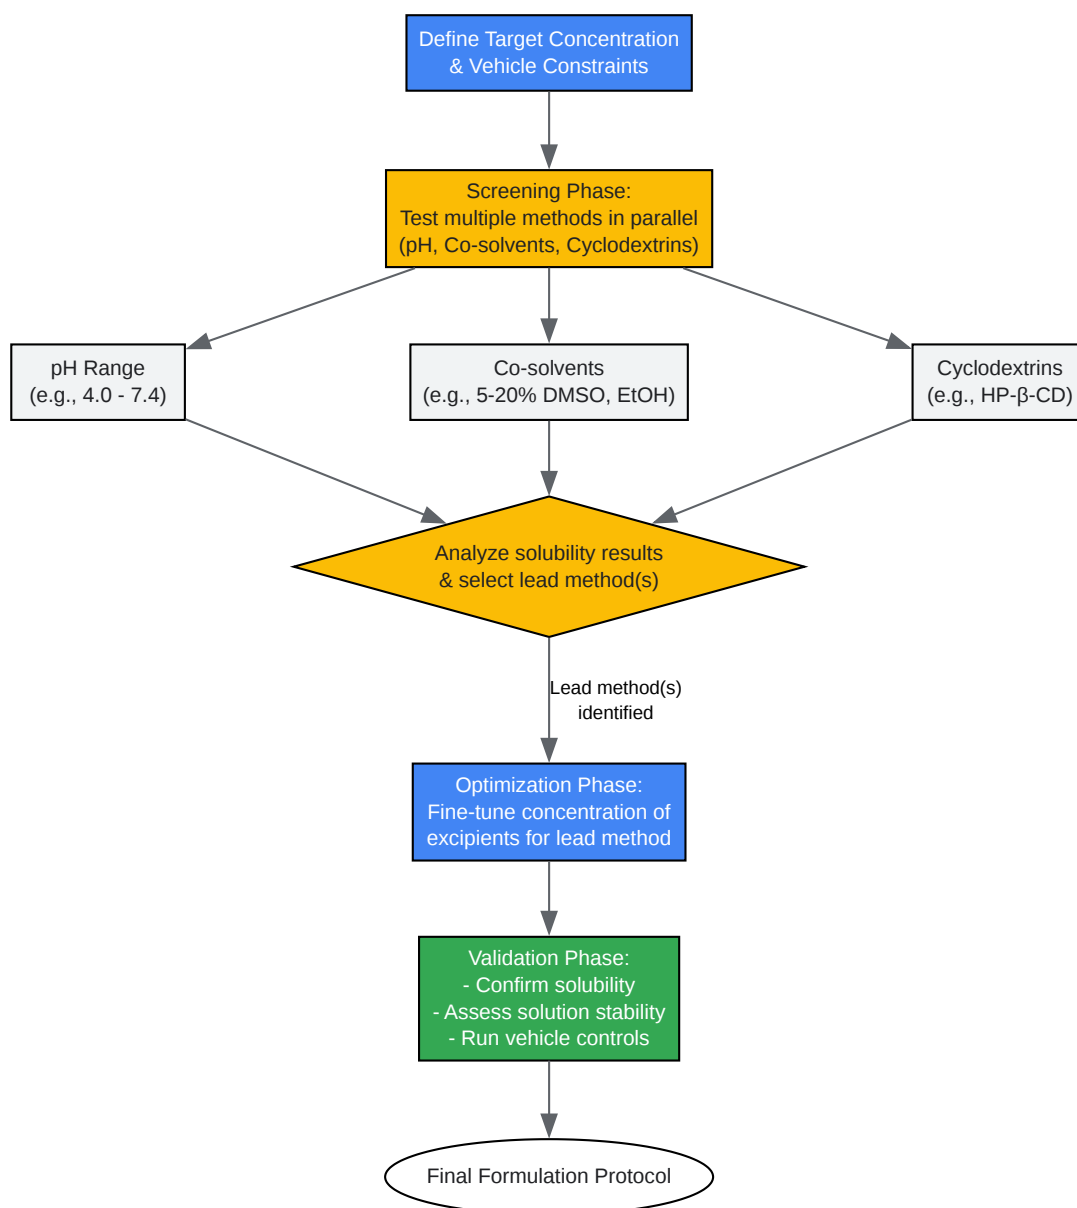 Define Target Concentration
& Vehicle Constraints
Screening Phase:
Test multiple methods in parallel
(pH, Co-solvents, Cyclodextrins)
pH Range
(e.g., 4.0 - 7.4)
Co-solvents
(e.g., 5-20% DMSO, EtOH)
Cyclodextrins
(e.g., HP-β-CD)
Analyze solubility results
& select lead method(s)
Lead method(s)
identified
Optimization Phase:
Fine-tune concentration of
excipients for lead method
Validation Phase:
- Confirm solubility
- Assess solution stability
- Run vehicle controls
Final Formulation Protocol